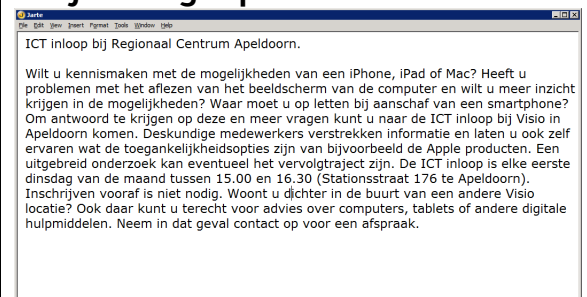 Jarte
File Edit View Insert Format Tools Window Help
ICT inloop bij Regionaal Centrum Apeldoorn.
Wilt u kennismaken met de mogelijkheden van een iPhone, iPad of Mac? Heeft u
problemen met het aflezen van het beeldscherm van de computer en wilt u meer inzicht
krijgen in de mogelijkheden? Waar moet u op letten bij aanschaf van een smartphone?
Om antwoord te krijgen op deze en meer vragen kunt u naar de ICT inloop bij Visio in
Apeldoorn komen. Deskundige medewerkers verstrekken informatie en laten u ook zelf
ervaren wat de toegankelijkheidsopties zijn van bijvoorbeeld de Apple producten. Een
uitgebreid onderzoek kan eventueel het vervolgtraject zijn. De ICT inloop is elke eerste
dinsdag van de maand tussen 15.00 en 16.30 (Stationsstraat 176 te Apeldoorn).
Inschrijven vooraf is niet nodig. Woont u dichter in de buurt van een andere Visio
locatie? Ook daar kunt u terecht voor advies over computers, tablets of andere digitale
hulpmiddelen. Neem in dat geval contact op voor een afspraak.